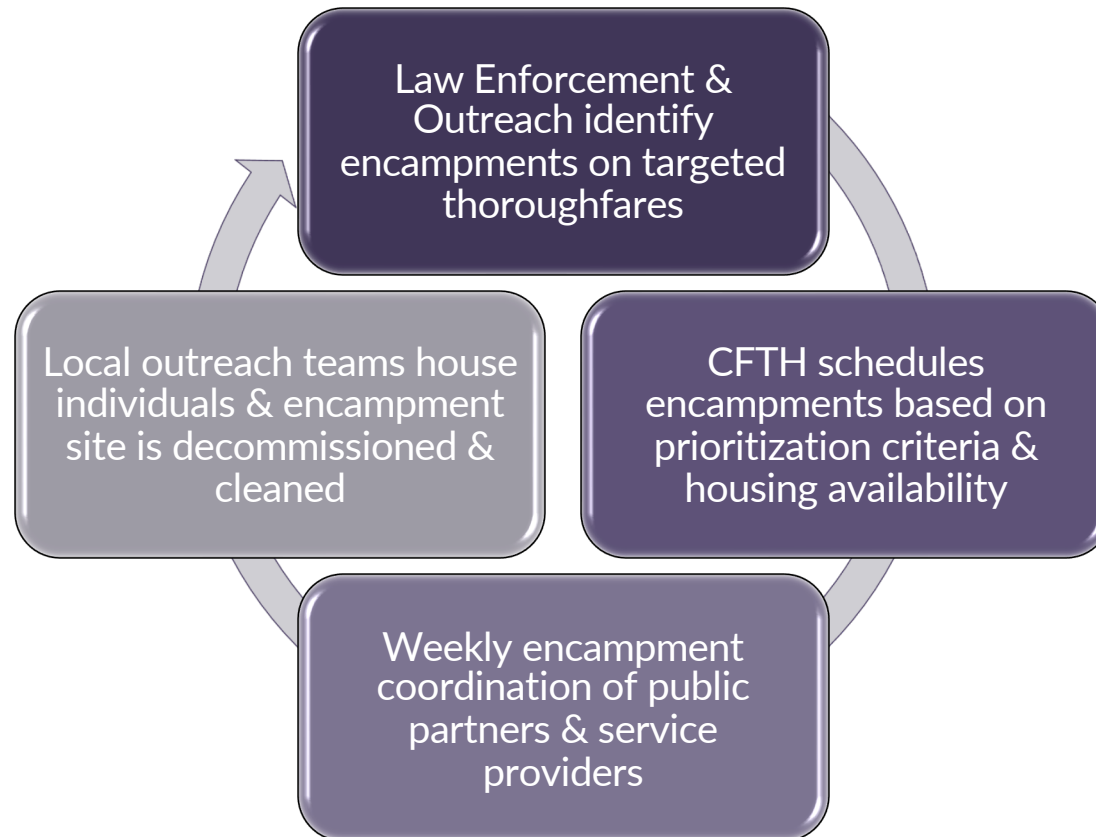 Law Enforcement &
Outreach identify
encampments on targeted
thoroughfares
CFTH schedules
encampments based on
prioritization criteria &
housing availability
Weekly encampment
coordination of public
partners & service
providers
Local outreach teams house
individuals & encampment
site is decommissioned &
cleaned